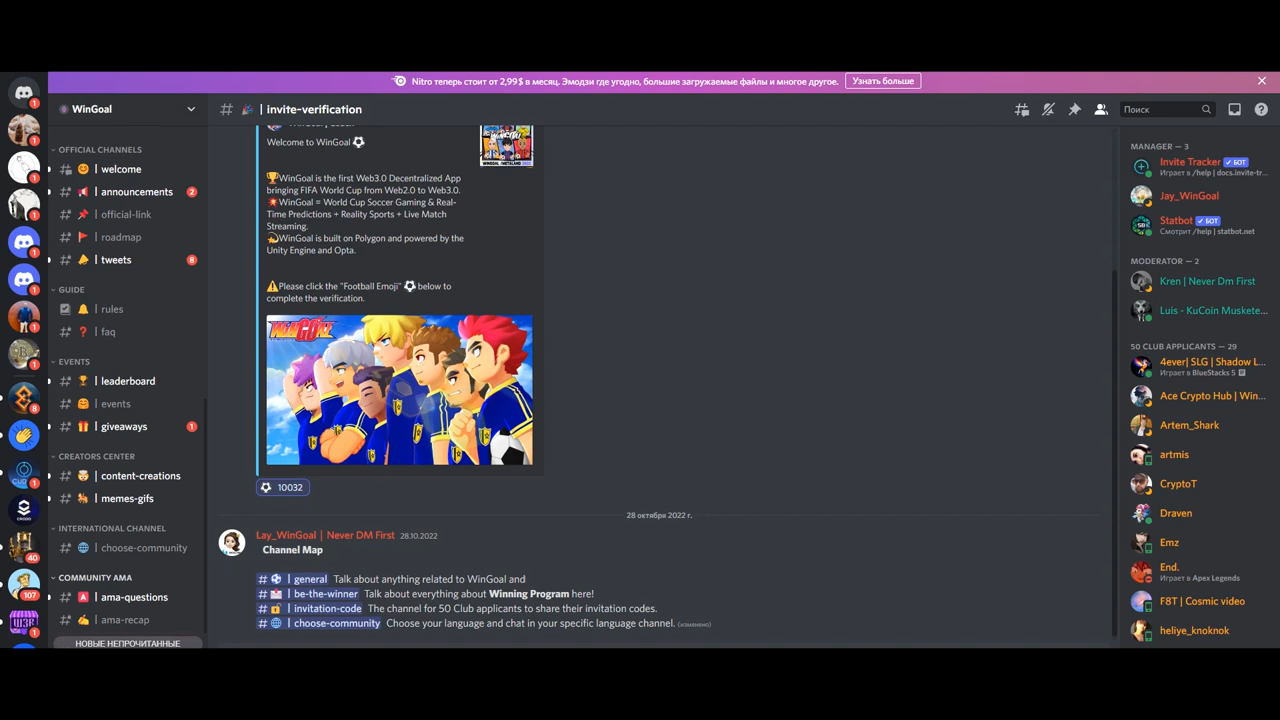 Nitro теперь стоит от 2,99 $ в месяц. Эмодзи где угодно, большие загружаемые файлы и многое другое.
Узнать больше
WinGoal
| invite-verification
Поиск
OFFICIAL CHANNELS
| welcome
| announcements 2
| official-link
| roadmap
| tweets 8
GUIDE
| rules
| faq
EVENTS
| leaderboard
| events
| giveaways 1
CREATORS CENTER
| content-creations
| memes-gifs
INTERNATIONAL CHANNEL
| choose-community
COMMUNITY AMA
| ama-questions
| ama-recap
НОВЫЕ НЕПРОЧИТАННЫЕ
Welcome to WinGoal
WinGoal is the first Web3.0 Decentralized App
bringing FIFA World Cup from Web2.0 to Web3.0.
WinGoal = World Cup Soccer Gaming & Real-
Time Predictions + Reality Sports + Live Match
Streaming.
WinGoal is built on Polygon and powered by the
Unity Engine and Opta.
Please click the "Football Emoji" below to
complete the verification.
10032
28 октября 2022 г.
Lay_WinGoal | Never DM First 28.10.2022
Channel Map
| general Talk about anything related to WinGoal and
| be-the-winner Talk about everything about Winning Program here!
| invitation-code The channel for 50 Club applicants to share their invitation codes.
| choose-community Choose your language and chat in your specific language channel. (изменено)
MANAGER — 3
Invite Tracker БОТ
Играет в /help | docs.invite-tr...
Jay_WinGoal
Statbot БОТ
Смотрит /help | statbot.net
MODERATOR — 2
Kren | Never Dm First
Luis - KuCoin Muskete...
50 CLUB APPLICANTS — 29
4ever| SLG | Shadow L...
Играет в BlueStacks 5
Ace Crypto Hub | Win...
Artem_Shark
artmis
CryptoT
Draven
Emz
End.
Играет в Apex Legends
F8T | Cosmic video
heliye_knoknok